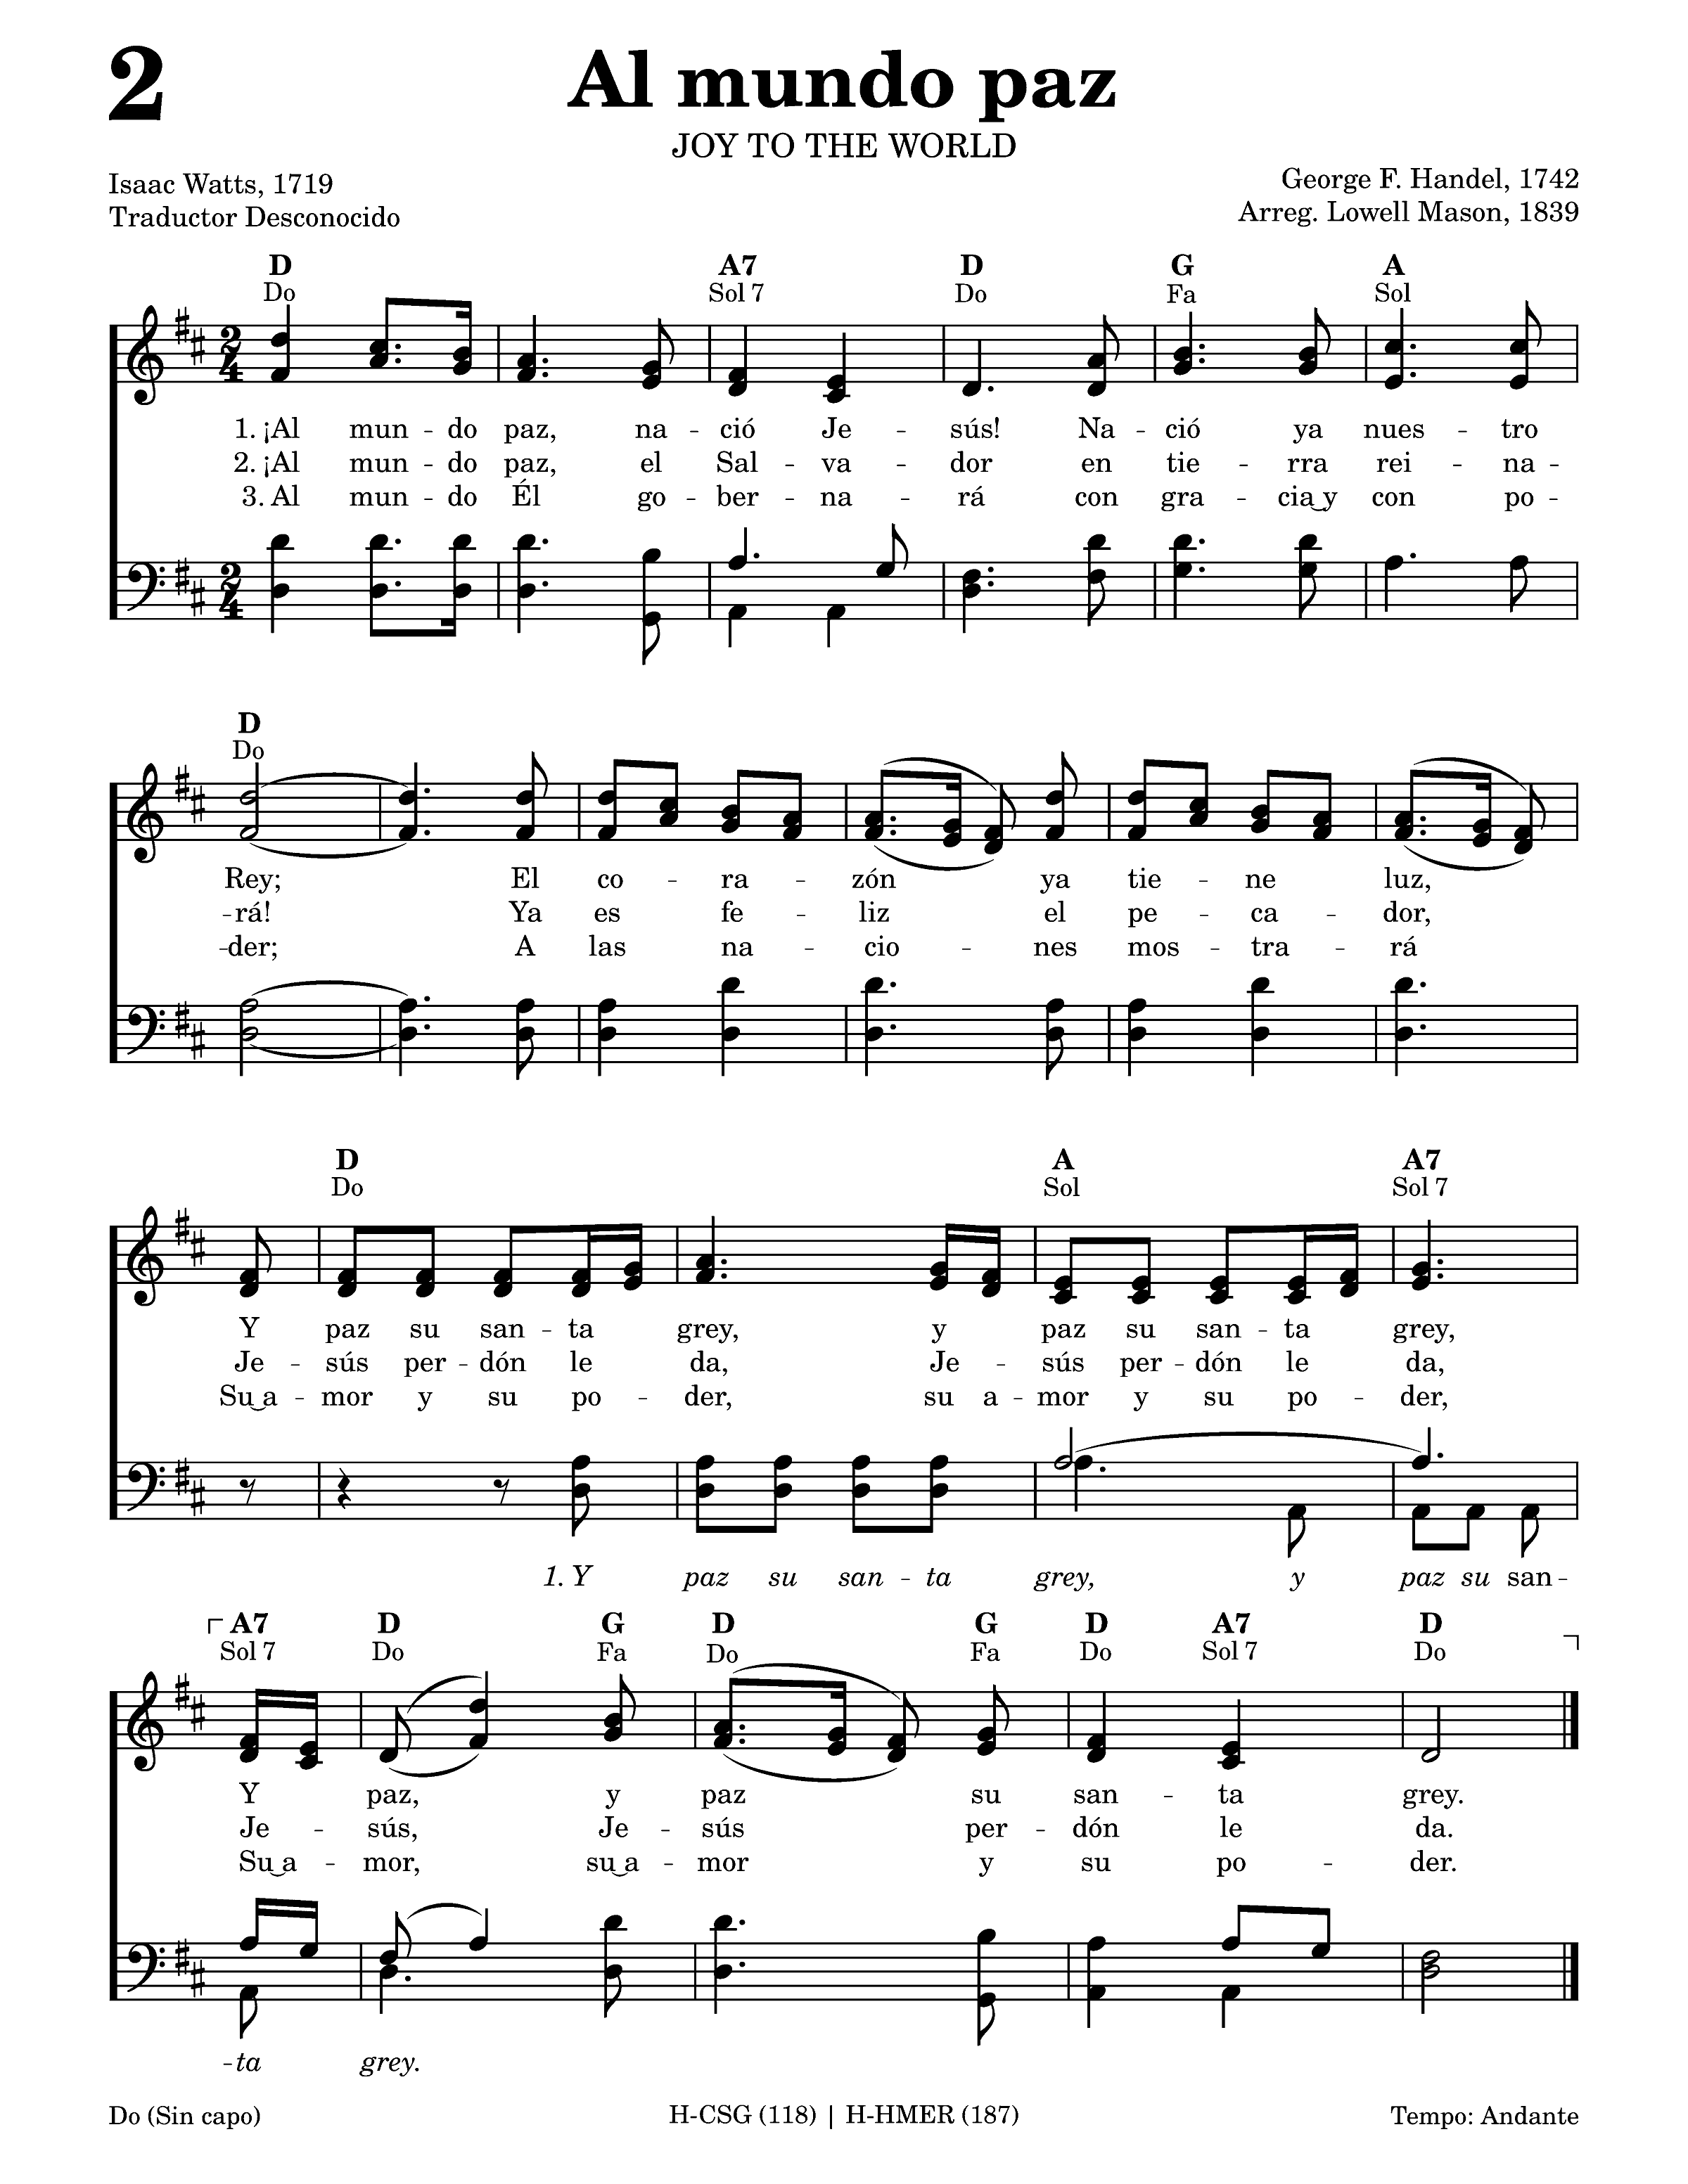 2
Al mundo paz
JOY TO THE WORLD
Isaac Watts, 1719
Traductor Desconocido
George F. Handel, 1742
Arreg. Lowell Mason, 1839
D A7 D G A
Do Sol 7 Do Fa Sol
1. ¡Al mun - do paz, na - ció Je - sús! Na - ció ya nues - tro
2. ¡Al mun - do paz, el Sal - va - dor en tie - rra rei - na -
3. Al mun - do Él go - ber - na - rá con gra - cia‿y con po -
D
Do
Rey; El co - ra - zón ya tie - ne luz,
- rá! Ya es fe - liz el pe - ca - dor,
- der; A las na - cio - nes mos - tra - rá
D A A7
Do Sol Sol 7
Y paz su san - ta grey, y paz su san - ta grey,
Je - sús per - dón le da, Je - sús per - dón le da,
Su‿a - mor y su po - der, su a - mor y su po - der,
1. Y paz su san - ta grey, y paz su san -
A7 D G D G D A7 D
Sol 7 Do Fa Do Fa Do Sol 7 Do
Y paz, y paz su san - ta grey.
Je - sús, Je - sús per - dón le da.
Su‿a - mor, su‿a - mor y su po - der.
- ta grey.
Do (Sin capo)
H-CSG (118) | H-HMER (187)
Tempo: Andante